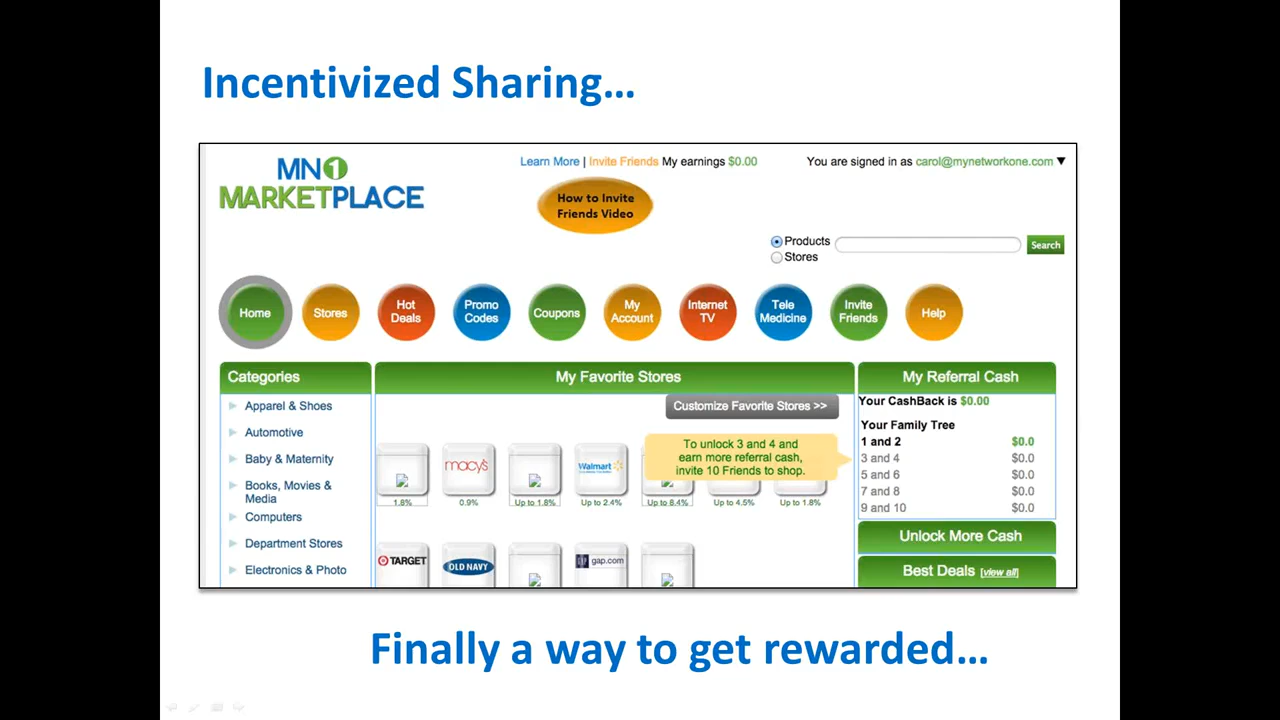 Incentivized Sharing...
MN1
MARKETPLACE
Learn More | Invite Friends My earnings $0.00
You are signed in as carol@mynetworkone.com ▼
How to Invite
Friends Video
Products
Stores
Search
Home
Stores
Hot
Deals
Promo
Codes
Coupons
My
Account
Internet
TV
Tele
Medicine
Invite
Friends
Help
Categories
Apparel & Shoes
Automotive
Baby & Maternity
Books, Movies &
Media
Computers
Department Stores
Electronics & Photo
My Favorite Stores
Customize Favorite Stores >>
To unlock 3 and 4 and
earn more referral cash,
invite 10 Friends to shop.
macy's
Walmart
1.8%
0.9%
Up to 1.8%
Up to 2.4%
Up to 8.4%
Up to 4.5%
Up to 1.8%
TARGET
OLD NAVY
gap.com
My Referral Cash
Your CashBack is $0.00
Your Family Tree
1 and 2 $0.0
3 and 4 $0.0
5 and 6 $0.0
7 and 8 $0.0
9 and 10 $0.0
Unlock More Cash
Best Deals [view all]
Finally a way to get rewarded...